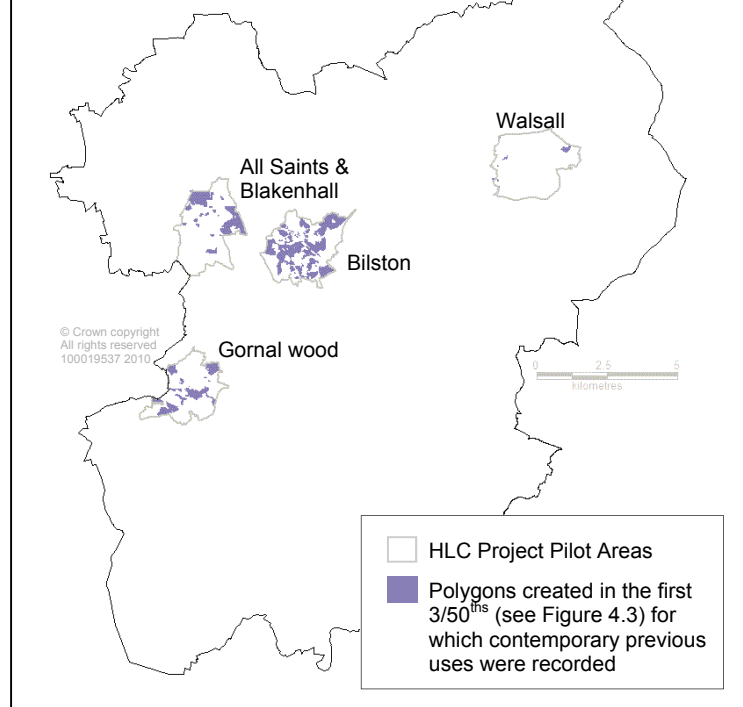 Walsall
All Saints &
Blakenhall
Bilston
© Crown copyright
All rights reserved
100019537 2010
Gornal wood
0 2.5 5
kilometres
HLC Project Pilot Areas
Polygons created in the first
3/50ths (see Figure 4.3) for
which contemporary previous
uses were recorded